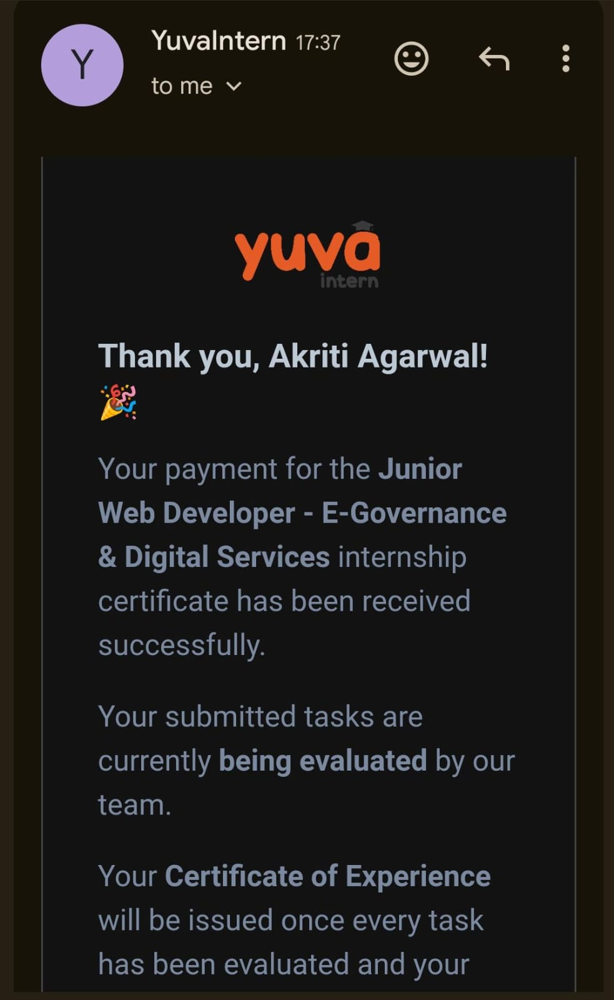 Y
YuvaIntern 17:37
to me
yuva
intern
Thank you, Akriti Agarwal!
🎉
Your payment for the Junior
Web Developer - E-Governance
& Digital Services internship
certificate has been received
successfully.
Your submitted tasks are
currently being evaluated by our
team.
Your Certificate of Experience
will be issued once every task
has been evaluated and your